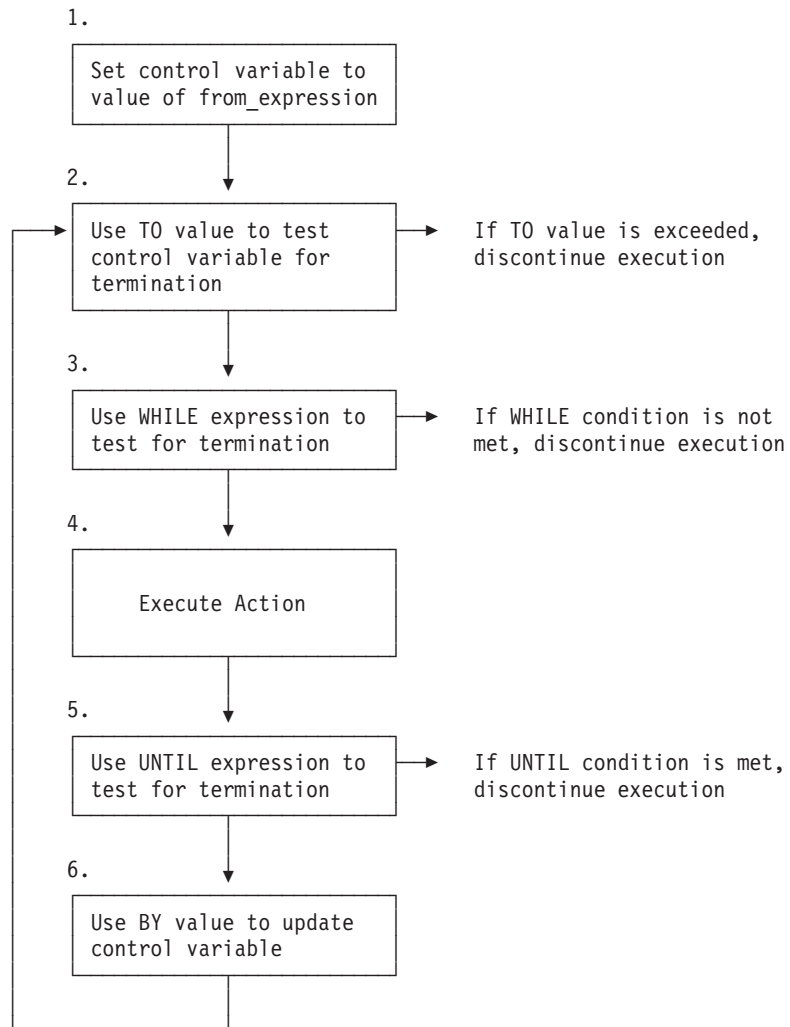 1.
Set control variable to
value of from_expression
2.
Use TO value to test
control variable for
termination
If TO value is exceeded,
discontinue execution
3.
Use WHILE expression to
test for termination
If WHILE condition is not
met, discontinue execution
4.
Execute Action
5.
Use UNTIL expression to
test for termination
If UNTIL condition is met,
discontinue execution
6.
Use BY value to update
control variable